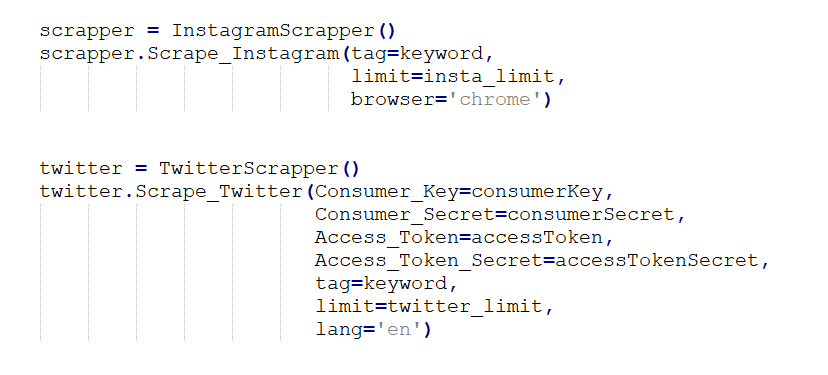 scrapper = InstagramScrapper()
scrapper.Scrape_Instagram(tag=keyword,
limit=insta_limit,
browser='chrome')
twitter = TwitterScrapper()
twitter.Scrape_Twitter(Consumer_Key=consumerKey,
Consumer_Secret=consumerSecret,
Access_Token=accessToken,
Access_Token_Secret=accessTokenSecret,
tag=keyword,
limit=twitter_limit,
lang='en')